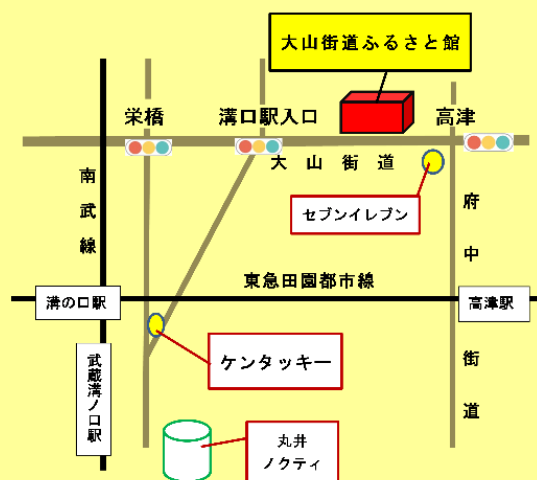 大山街道ふるさと館
栄橋
溝口駅入口
高津
大山街道
南武線
セブンイレブン
府中街道
東急田園都市線
溝の口駅
高津駅
武蔵溝ノ口駅
ケンタッキー
丸井
ノクティ